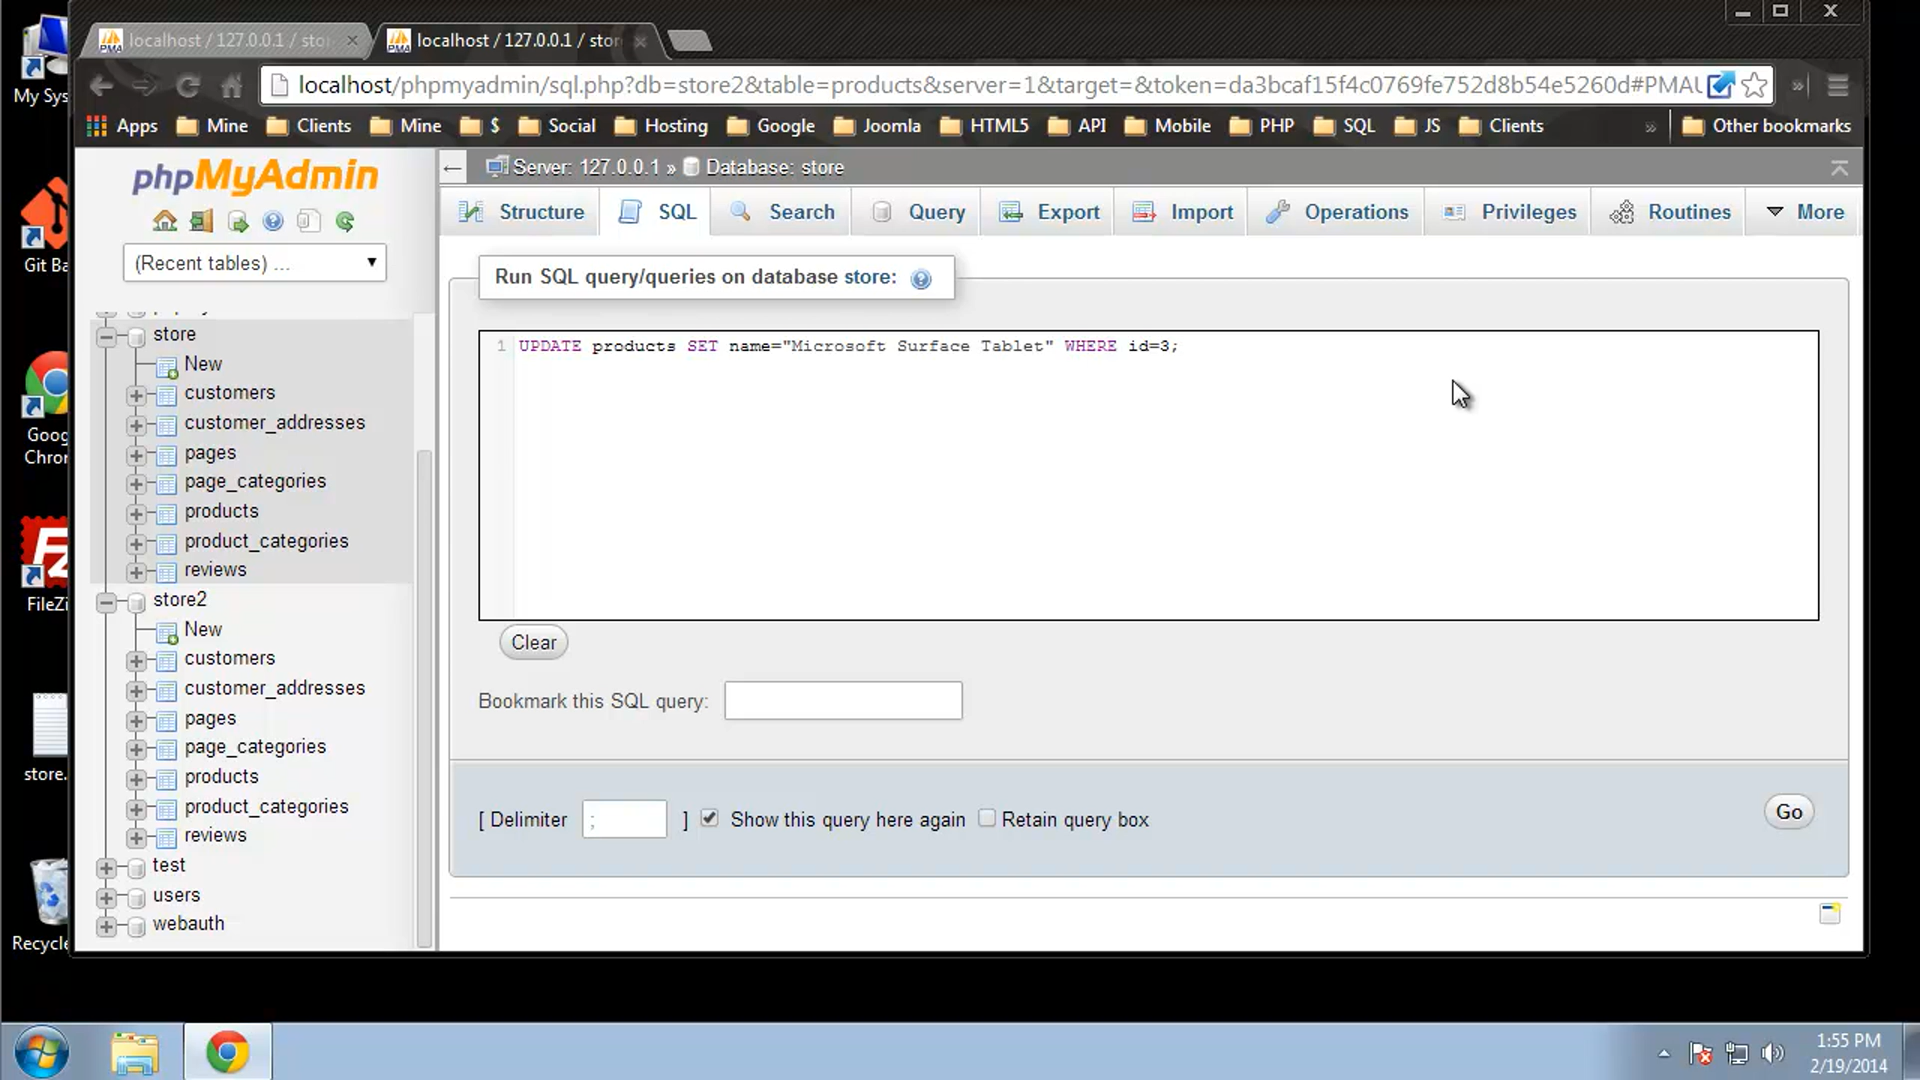 My Sys
Git Ba
Goog
Chron
FileZi
store.
Recycle
localhost / 127.0.0.1 / stor
localhost / 127.0.0.1 / stor
localhost/phpmyadmin/sql.php?db=store2&table=products&server=1&target=&token=da3bcaf15f4c0769fe752d8b54e5260d#PMAU
Apps Mine Clients Mine $ Social Hosting Google Joomla HTML5 API Mobile PHP SQL JS Clients » Other bookmarks
phpMyAdmin
(Recent tables) ...
store
New
customers
customer_addresses
pages
page_categories
products
product_categories
reviews
store2
New
customers
customer_addresses
pages
page_categories
products
product_categories
reviews
test
users
webauth
Server: 127.0.0.1 » Database: store
Structure SQL Search Query Export Import Operations Privileges Routines More
Run SQL query/queries on database store:
1 UPDATE products SET name="Microsoft Surface Tablet" WHERE id=3;
Clear
Bookmark this SQL query:
[ Delimiter ; ] Show this query here again Retain query box
Go
1:55 PM
2/19/2014